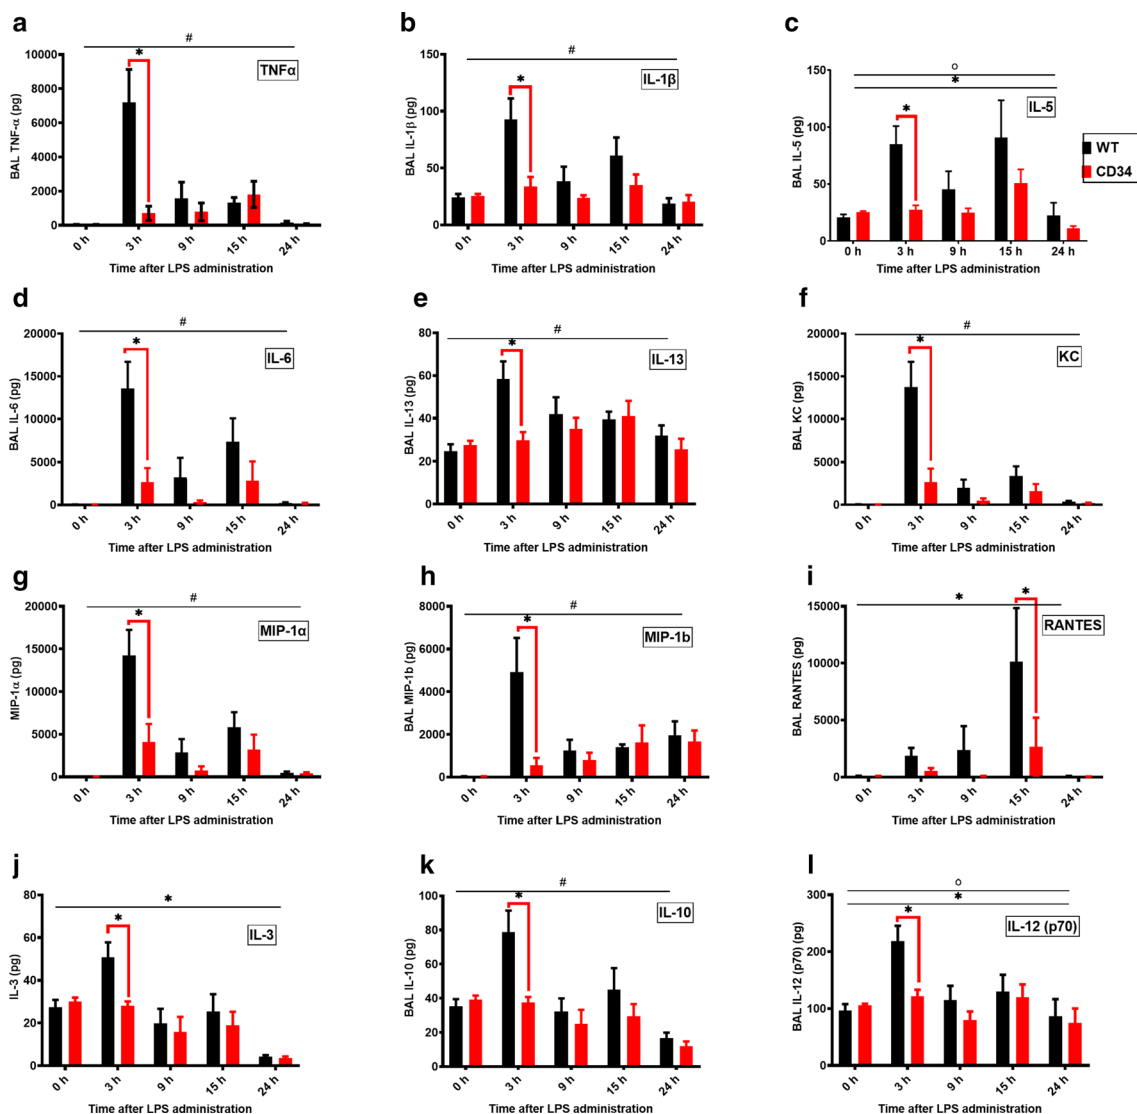 a
#
*
TNFα
BAL TNF-α (pg)
10000
8000
6000
4000
2000
0
0 h
3 h
9 h
15 h
24 h
Time after LPS administration
b
#
*
IL-1β
BAL IL-1β (pg)
150
100
50
0
0 h
3 h
9 h
15 h
24 h
Time after LPS administration
c
o
*
*
IL-5
BAL IL-5 (pg)
150
100
50
0
0 h
3 h
9 h
15 h
24 h
Time after LPS administration
WT
CD34
d
#
*
IL-6
BAL IL-6 (pg)
20000
15000
10000
5000
0
0 h
3 h
9 h
15 h
24 h
Time after LPS administration
e
#
*
IL-13
BAL IL-13 (pg)
80
60
40
20
0
0 h
3 h
9 h
15 h
24 h
Time after LPS administration
f
#
*
KC
BAL KC (pg)
20000
15000
10000
5000
0
0 h
3 h
9 h
15 h
24 h
Time after LPS administration
g
#
*
MIP-1α
MIP-1α (pg)
20000
15000
10000
5000
0
0 h
3 h
9 h
15 h
24 h
Time after LPS administration
h
#
*
MIP-1b
BAL MIP-1b (pg)
8000
6000
4000
2000
0
0 h
3 h
9 h
15 h
24 h
Time after LPS administration
i
*
*
RANTES
BAL RANTES (pg)
15000
10000
5000
0
0 h
3 h
9 h
15 h
24 h
Time after LPS administration
j
*
*
IL-3
IL-3 (pg)
80
60
40
20
0
0 h
3 h
9 h
15 h
24 h
Time after LPS administration
k
#
*
IL-10
BAL IL-10 (pg)
100
80
60
40
20
0
0 h
3 h
9 h
15 h
24 h
Time after LPS administration
l
o
*
*
IL-12 (p70)
BAL IL-12 (p70) (pg)
300
200
100
0
0 h
3 h
9 h
15 h
24 h
Time after LPS administration